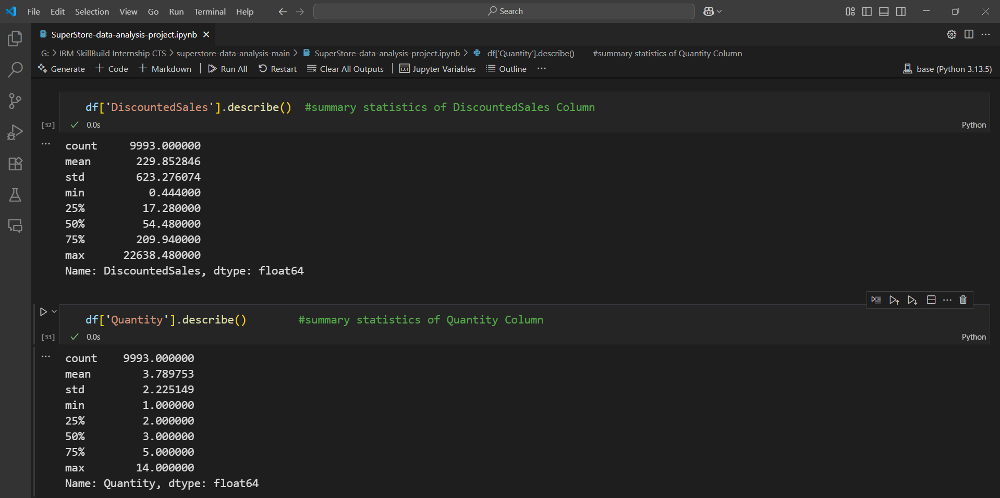 File Edit Selection View Go Run Terminal Help Search
SuperStore-data-analysis-project.ipynb
G: > IBM SkillBuild Internship CTS > superstore-data-analysis-main > SuperStore-data-analysis-project.ipynb > df['Quantity'].describe() #summary statistics of Quantity Column
Generate + Code + Markdown Run All Restart Clear All Outputs Jupyter Variables Outline ... base (Python 3.13.5)
df['DiscountedSales'].describe() #summary statistics of DiscountedSales Column
[32] 0.0s Python
count 9993.000000
mean 229.852846
std 623.276074
min 0.444000
25% 17.280000
50% 54.480000
75% 209.940000
max 22638.480000
Name: DiscountedSales, dtype: float64
df['Quantity'].describe() #summary statistics of Quantity Column
[33] 0.0s Python
count 9993.000000
mean 3.789753
std 2.225149
min 1.000000
25% 2.000000
50% 3.000000
75% 5.000000
max 14.000000
Name: Quantity, dtype: float64